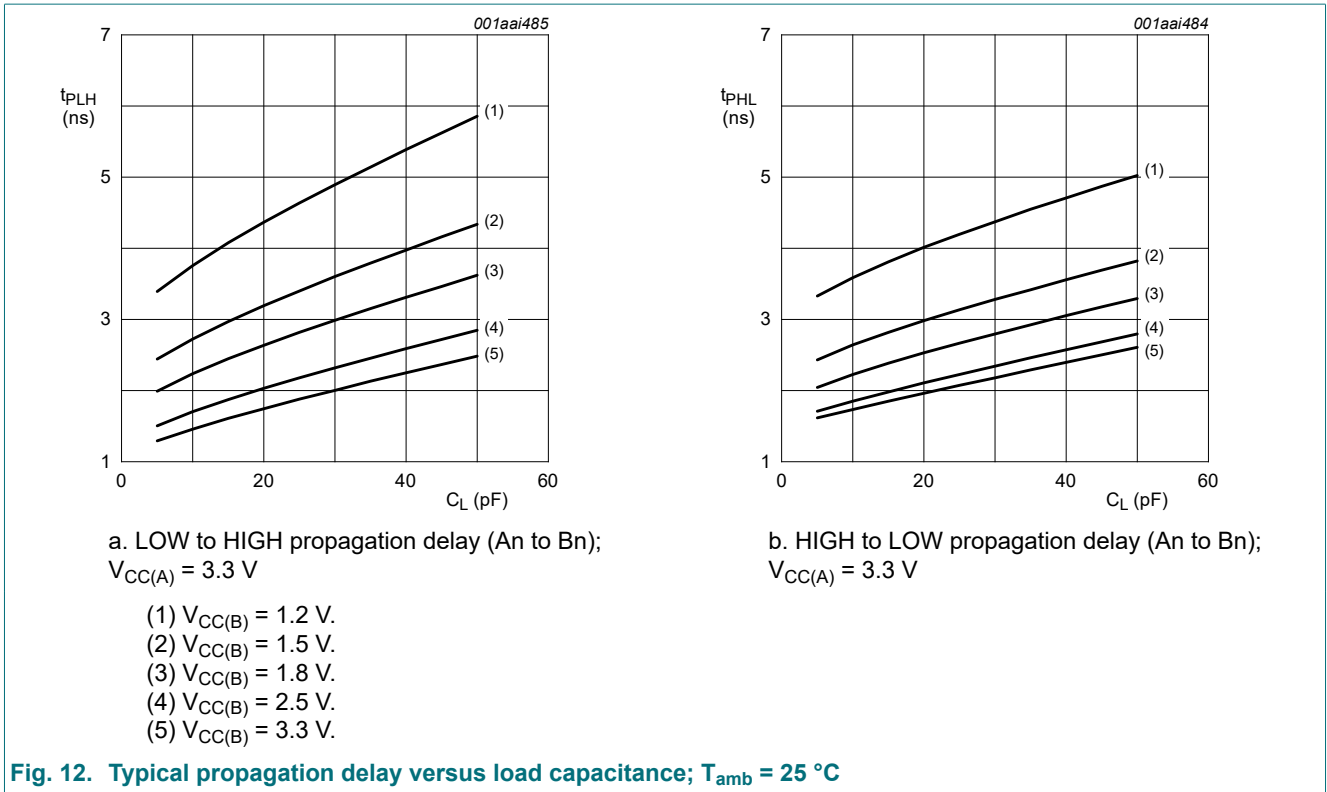 001aai485
7
tPLH
(ns)
(1)
5
(2)
(3)
3
(4)
(5)
1
0 20 40 60
CL (pF)
a. LOW to HIGH propagation delay (An to Bn);
VCC(A) = 3.3 V
001aai484
7
tPHL
(ns)
(1)
5
(2)
(3)
3
(4)
(5)
1
0 20 40 60
CL (pF)
b. HIGH to LOW propagation delay (An to Bn);
VCC(A) = 3.3 V
(1) VCC(B) = 1.2 V.
(2) VCC(B) = 1.5 V.
(3) VCC(B) = 1.8 V.
(4) VCC(B) = 2.5 V.
(5) VCC(B) = 3.3 V.
Fig. 12. Typical propagation delay versus load capacitance; Tamb = 25 °C